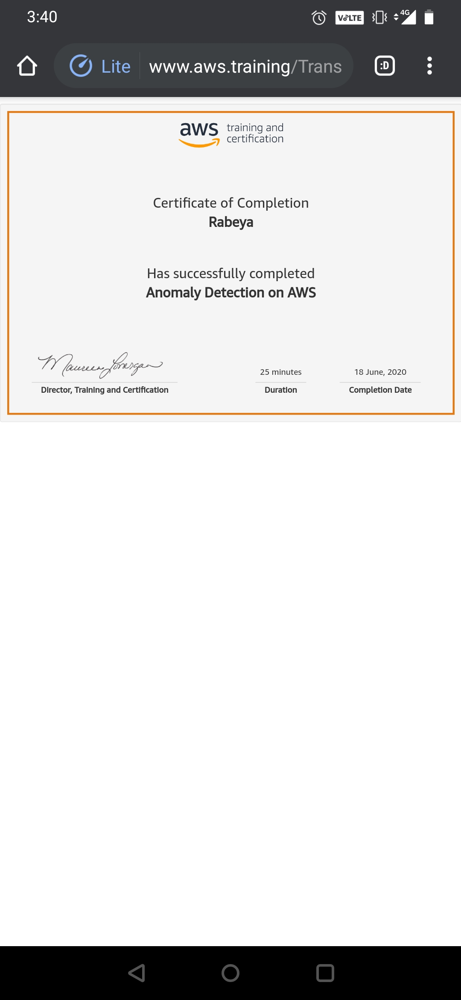 3:40
VoLTE
4G
Lite
www.aws.training/Trans
:D
aws training and
certification
Certificate of Completion
Rabeya
Has successfully completed
Anomaly Detection on AWS
Maureen Lonergan
25 minutes
18 June, 2020
Director, Training and Certification
Duration
Completion Date